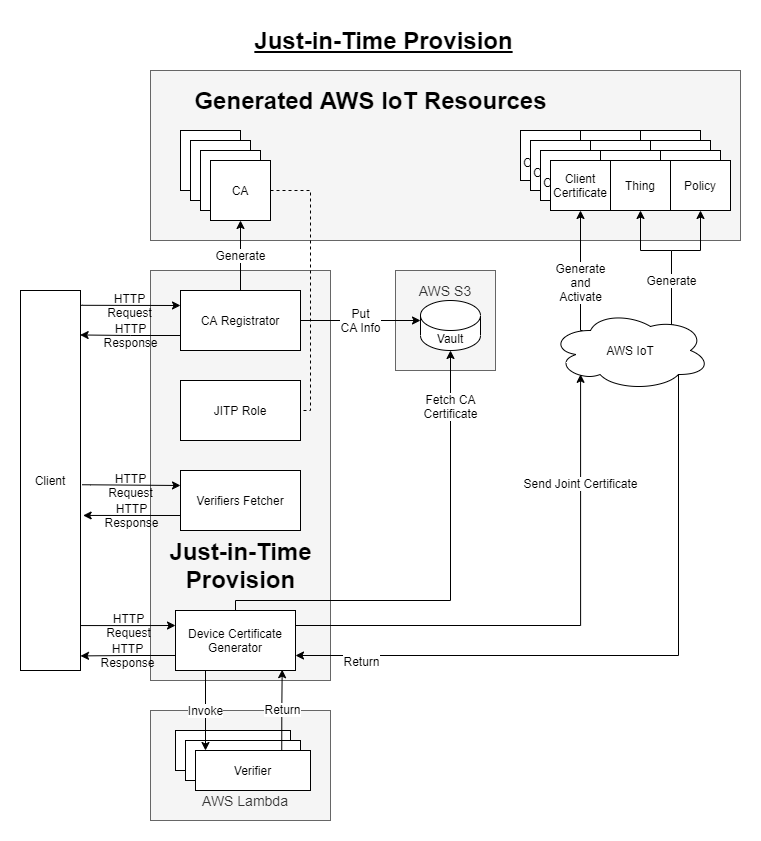 Just-in-Time Provision
Generated AWS IoT Resources
CA
C
C
C
Client
Certificate
Thing
Policy
Generate
Generate
and
Activate
Generate
HTTP
Request
HTTP
Response
CA Registrator
Put
CA Info
AWS S3
Vault
AWS IoT
JITP Role
Fetch CA
Certificate
Client
HTTP
Request
HTTP
Response
Verifiers Fetcher
Send Joint Certificate
Just-in-Time
Provision
HTTP
Request
HTTP
Response
Device Certificate
Generator
Return
Invoke
Return
Verifier
AWS Lambda